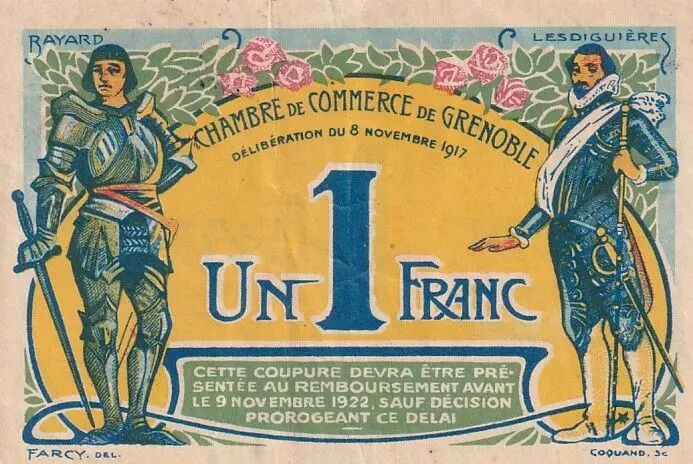 BAYARD
LESDIGUIÈRES
CHAMBRE DE COMMERCE DE GRENOBLE
DÉLIBÉRATION DU 8 NOVEMBRE 1917
1
UN FRANC
CETTE COUPURE DEVRA ÊTRE PRÉ-
SENTÉE AU REMBOURSEMENT AVANT
LE 9 NOVEMBRE 1922, SAUF DÉCISION
PROROGEANT CE DELAI
FARCY. DEL.
COQUAND. SC